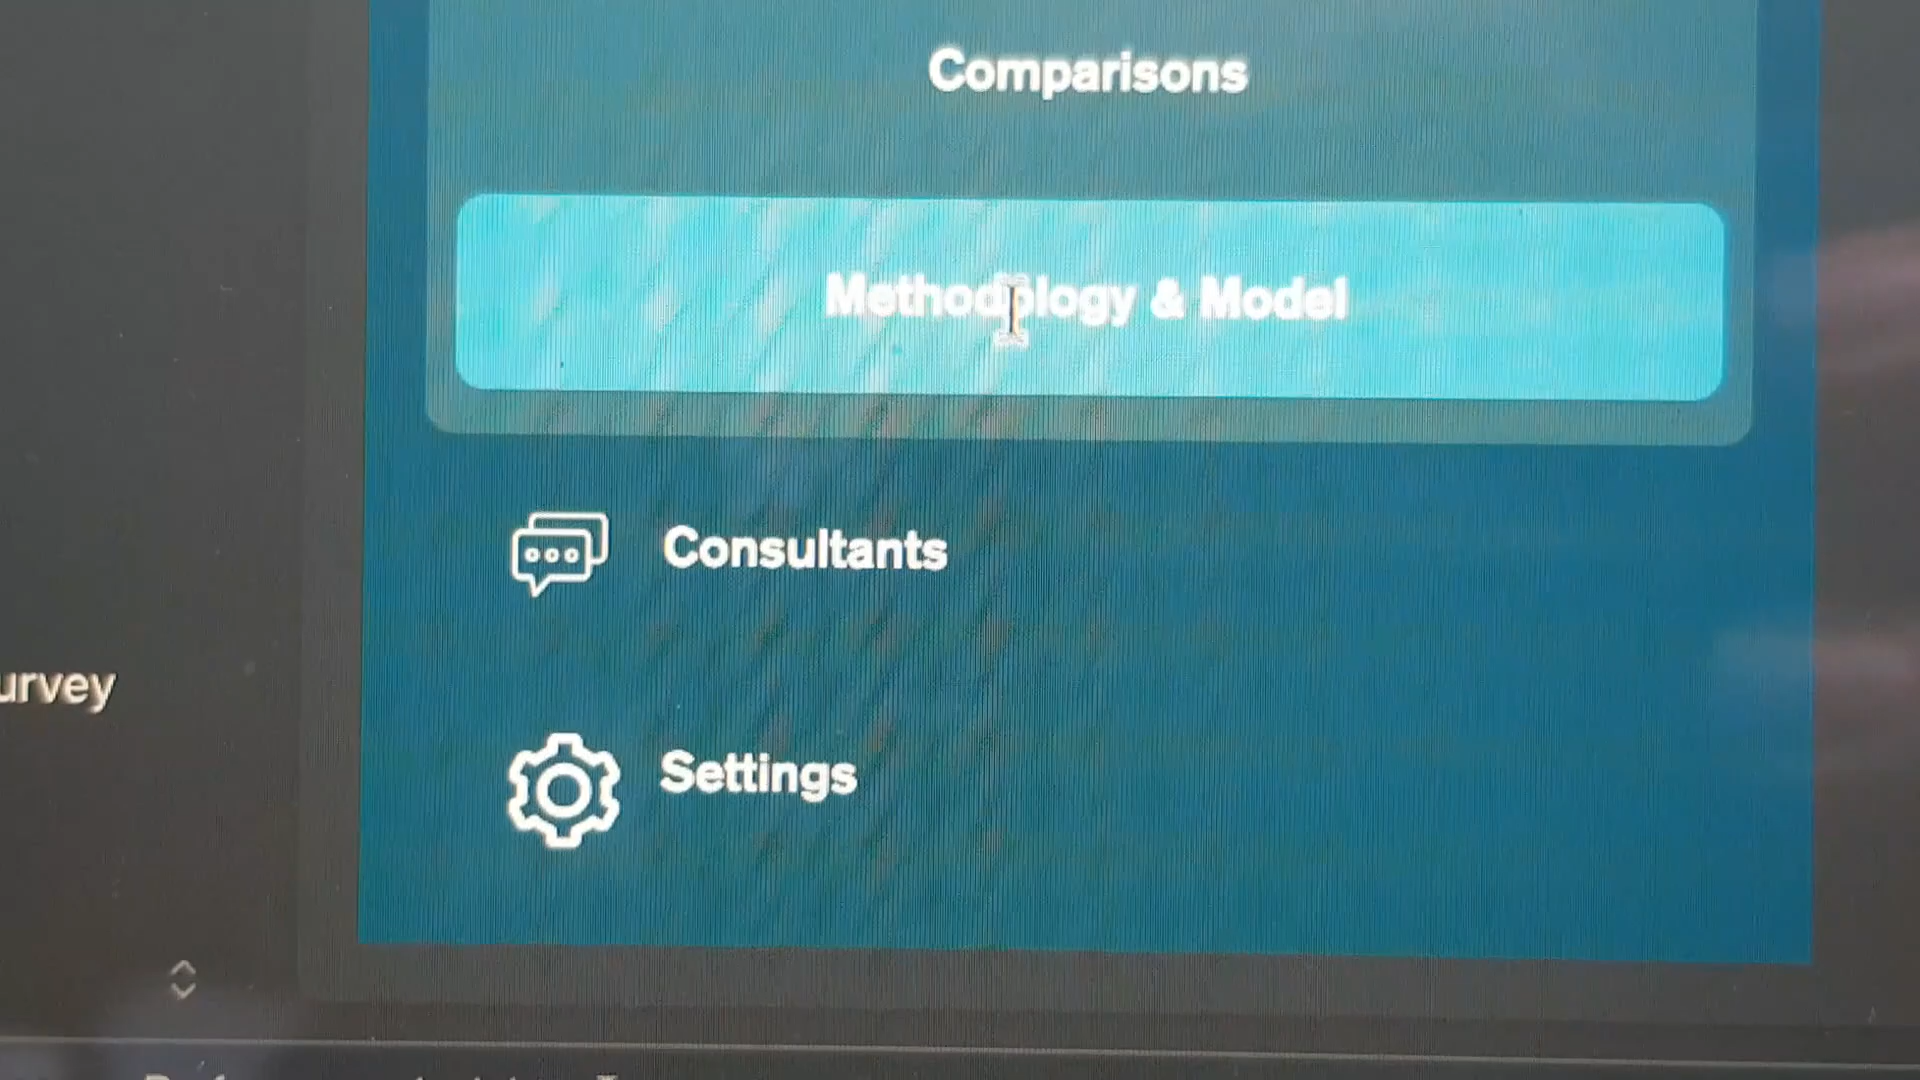 Comparisons
Methodology & Model
Consultants
urvey
Settings